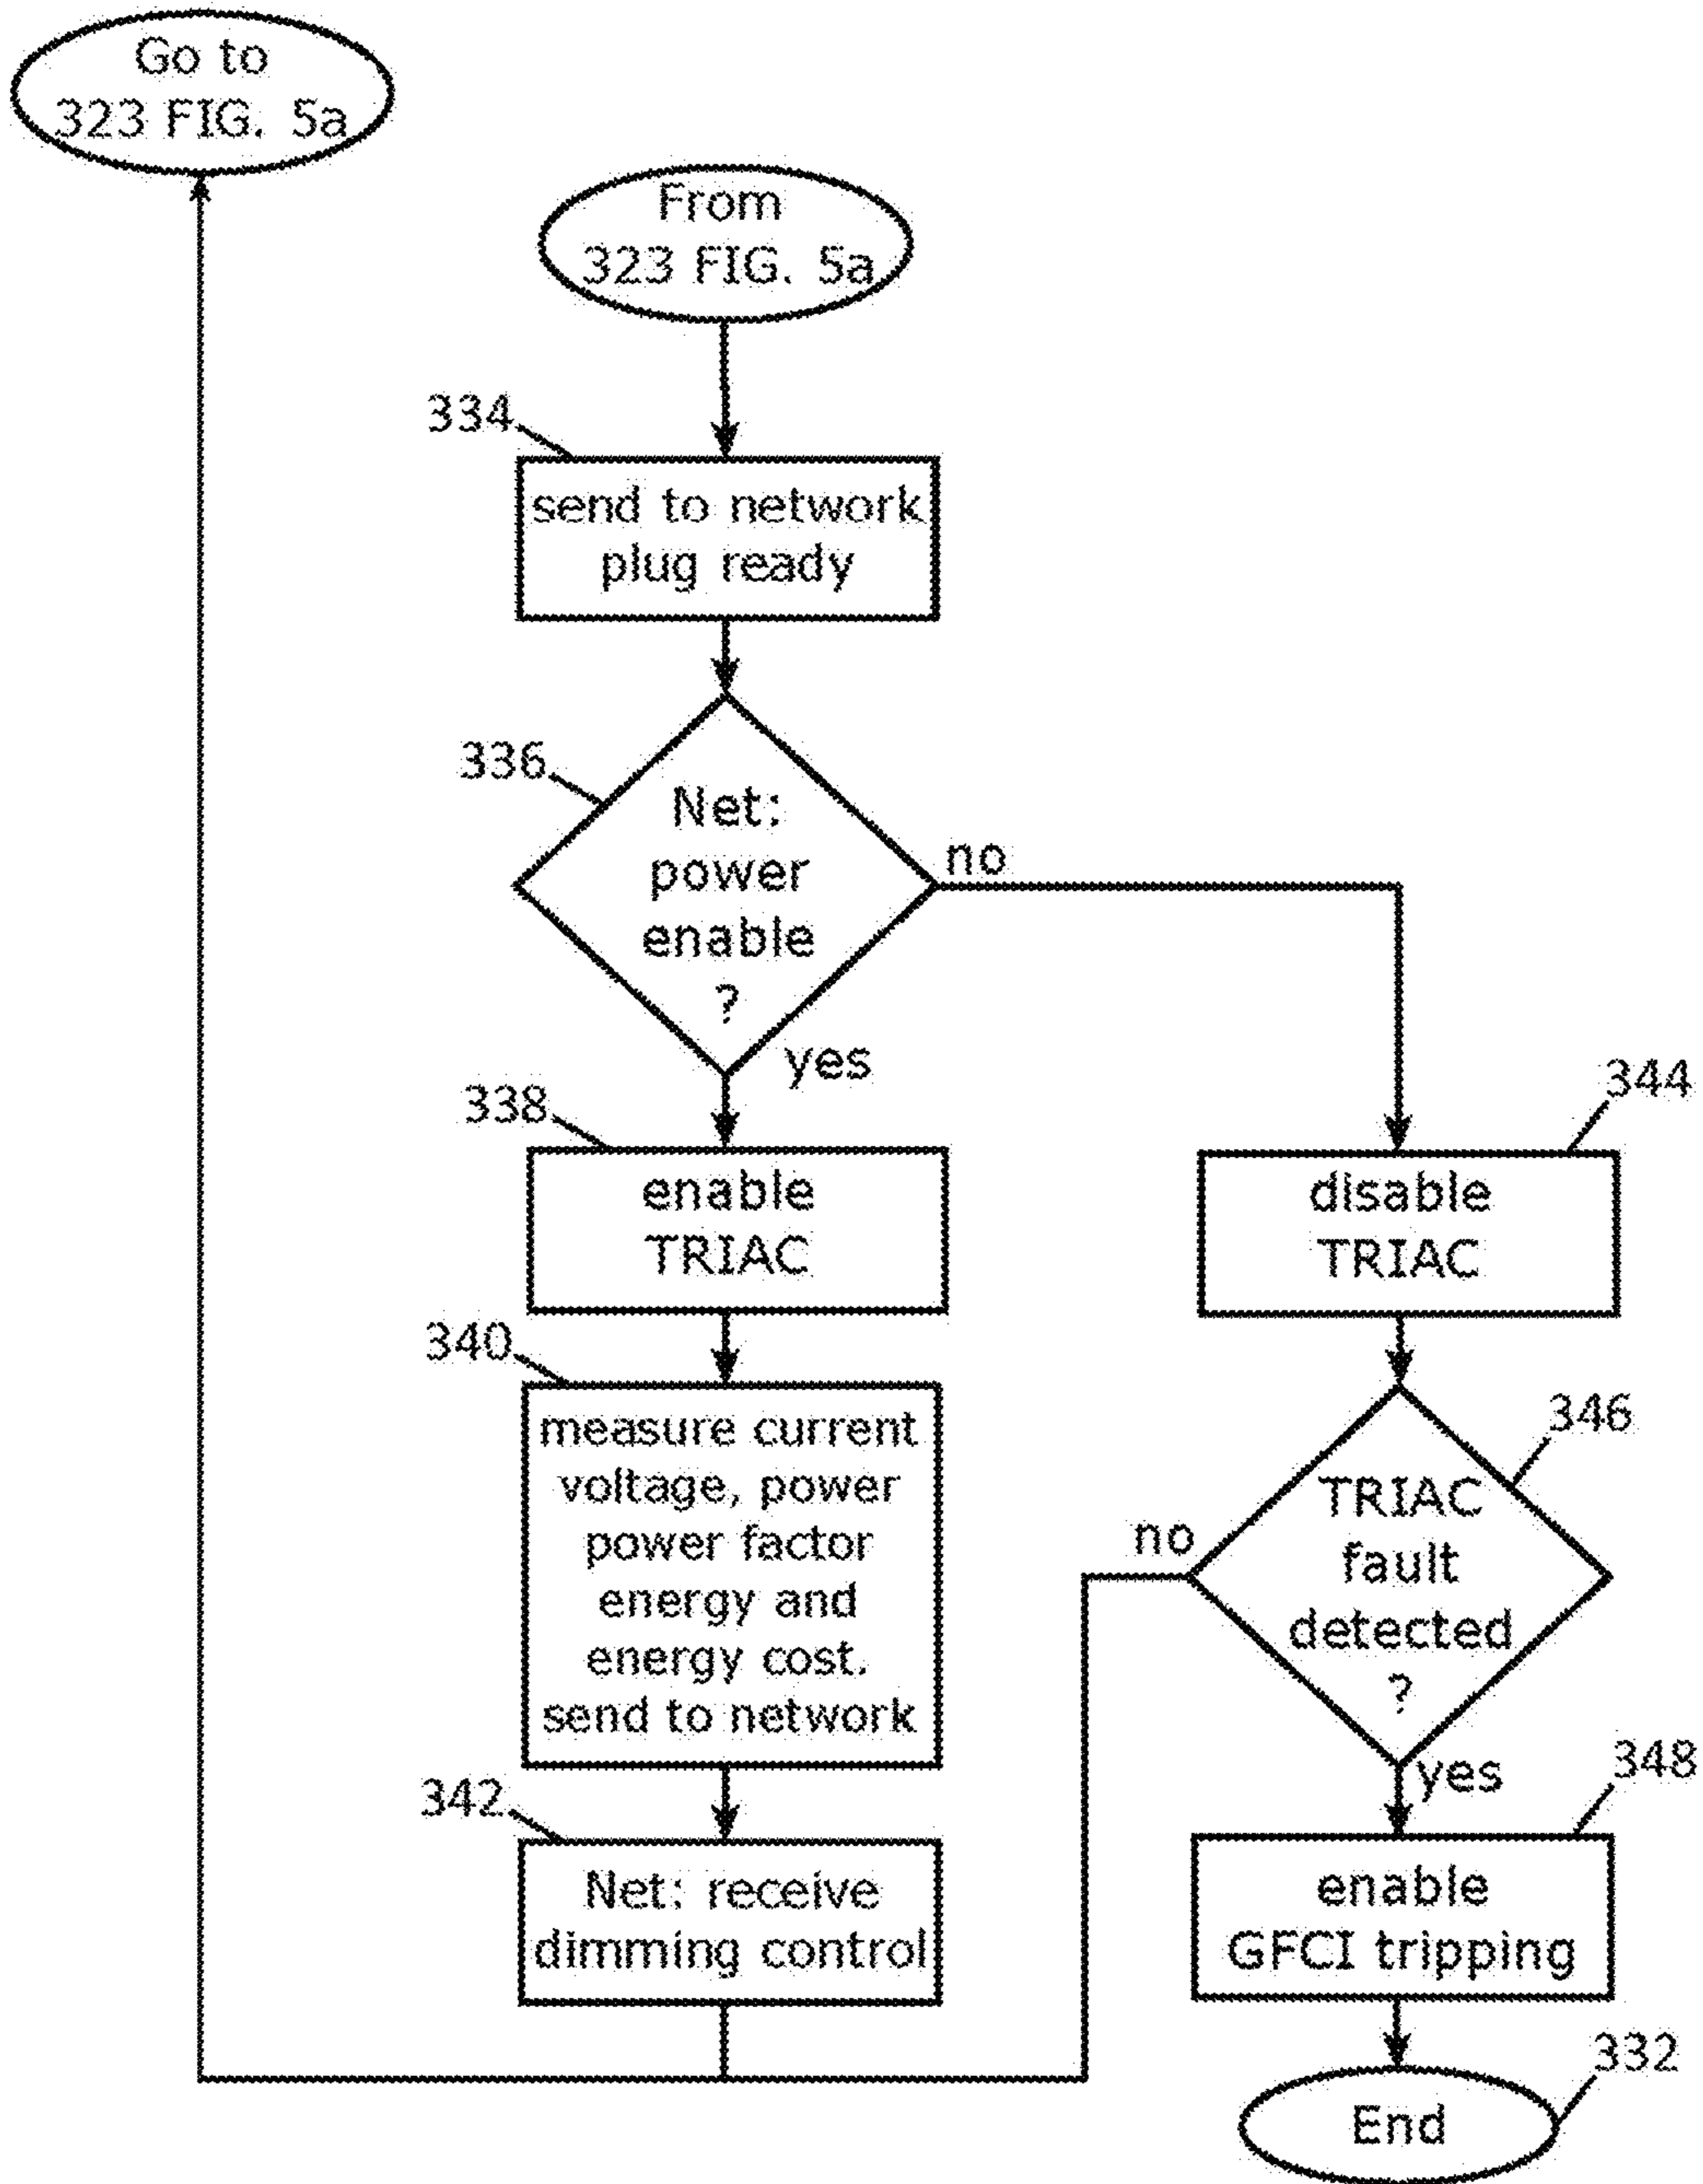 Go to
323 FIG. 5a
From
323 FIG. 5a
334
send to network
plug ready
336
Net:
power
enable
?
no
yes
338
enable
TRIAC
344
disable
TRIAC
340
measure current
voltage, power
power factor
energy and
energy cost.
send to network
346
TRIAC
fault
detected
?
no
yes
342
Net: receive
dimming control
348
enable
GFCI tripping
332
End